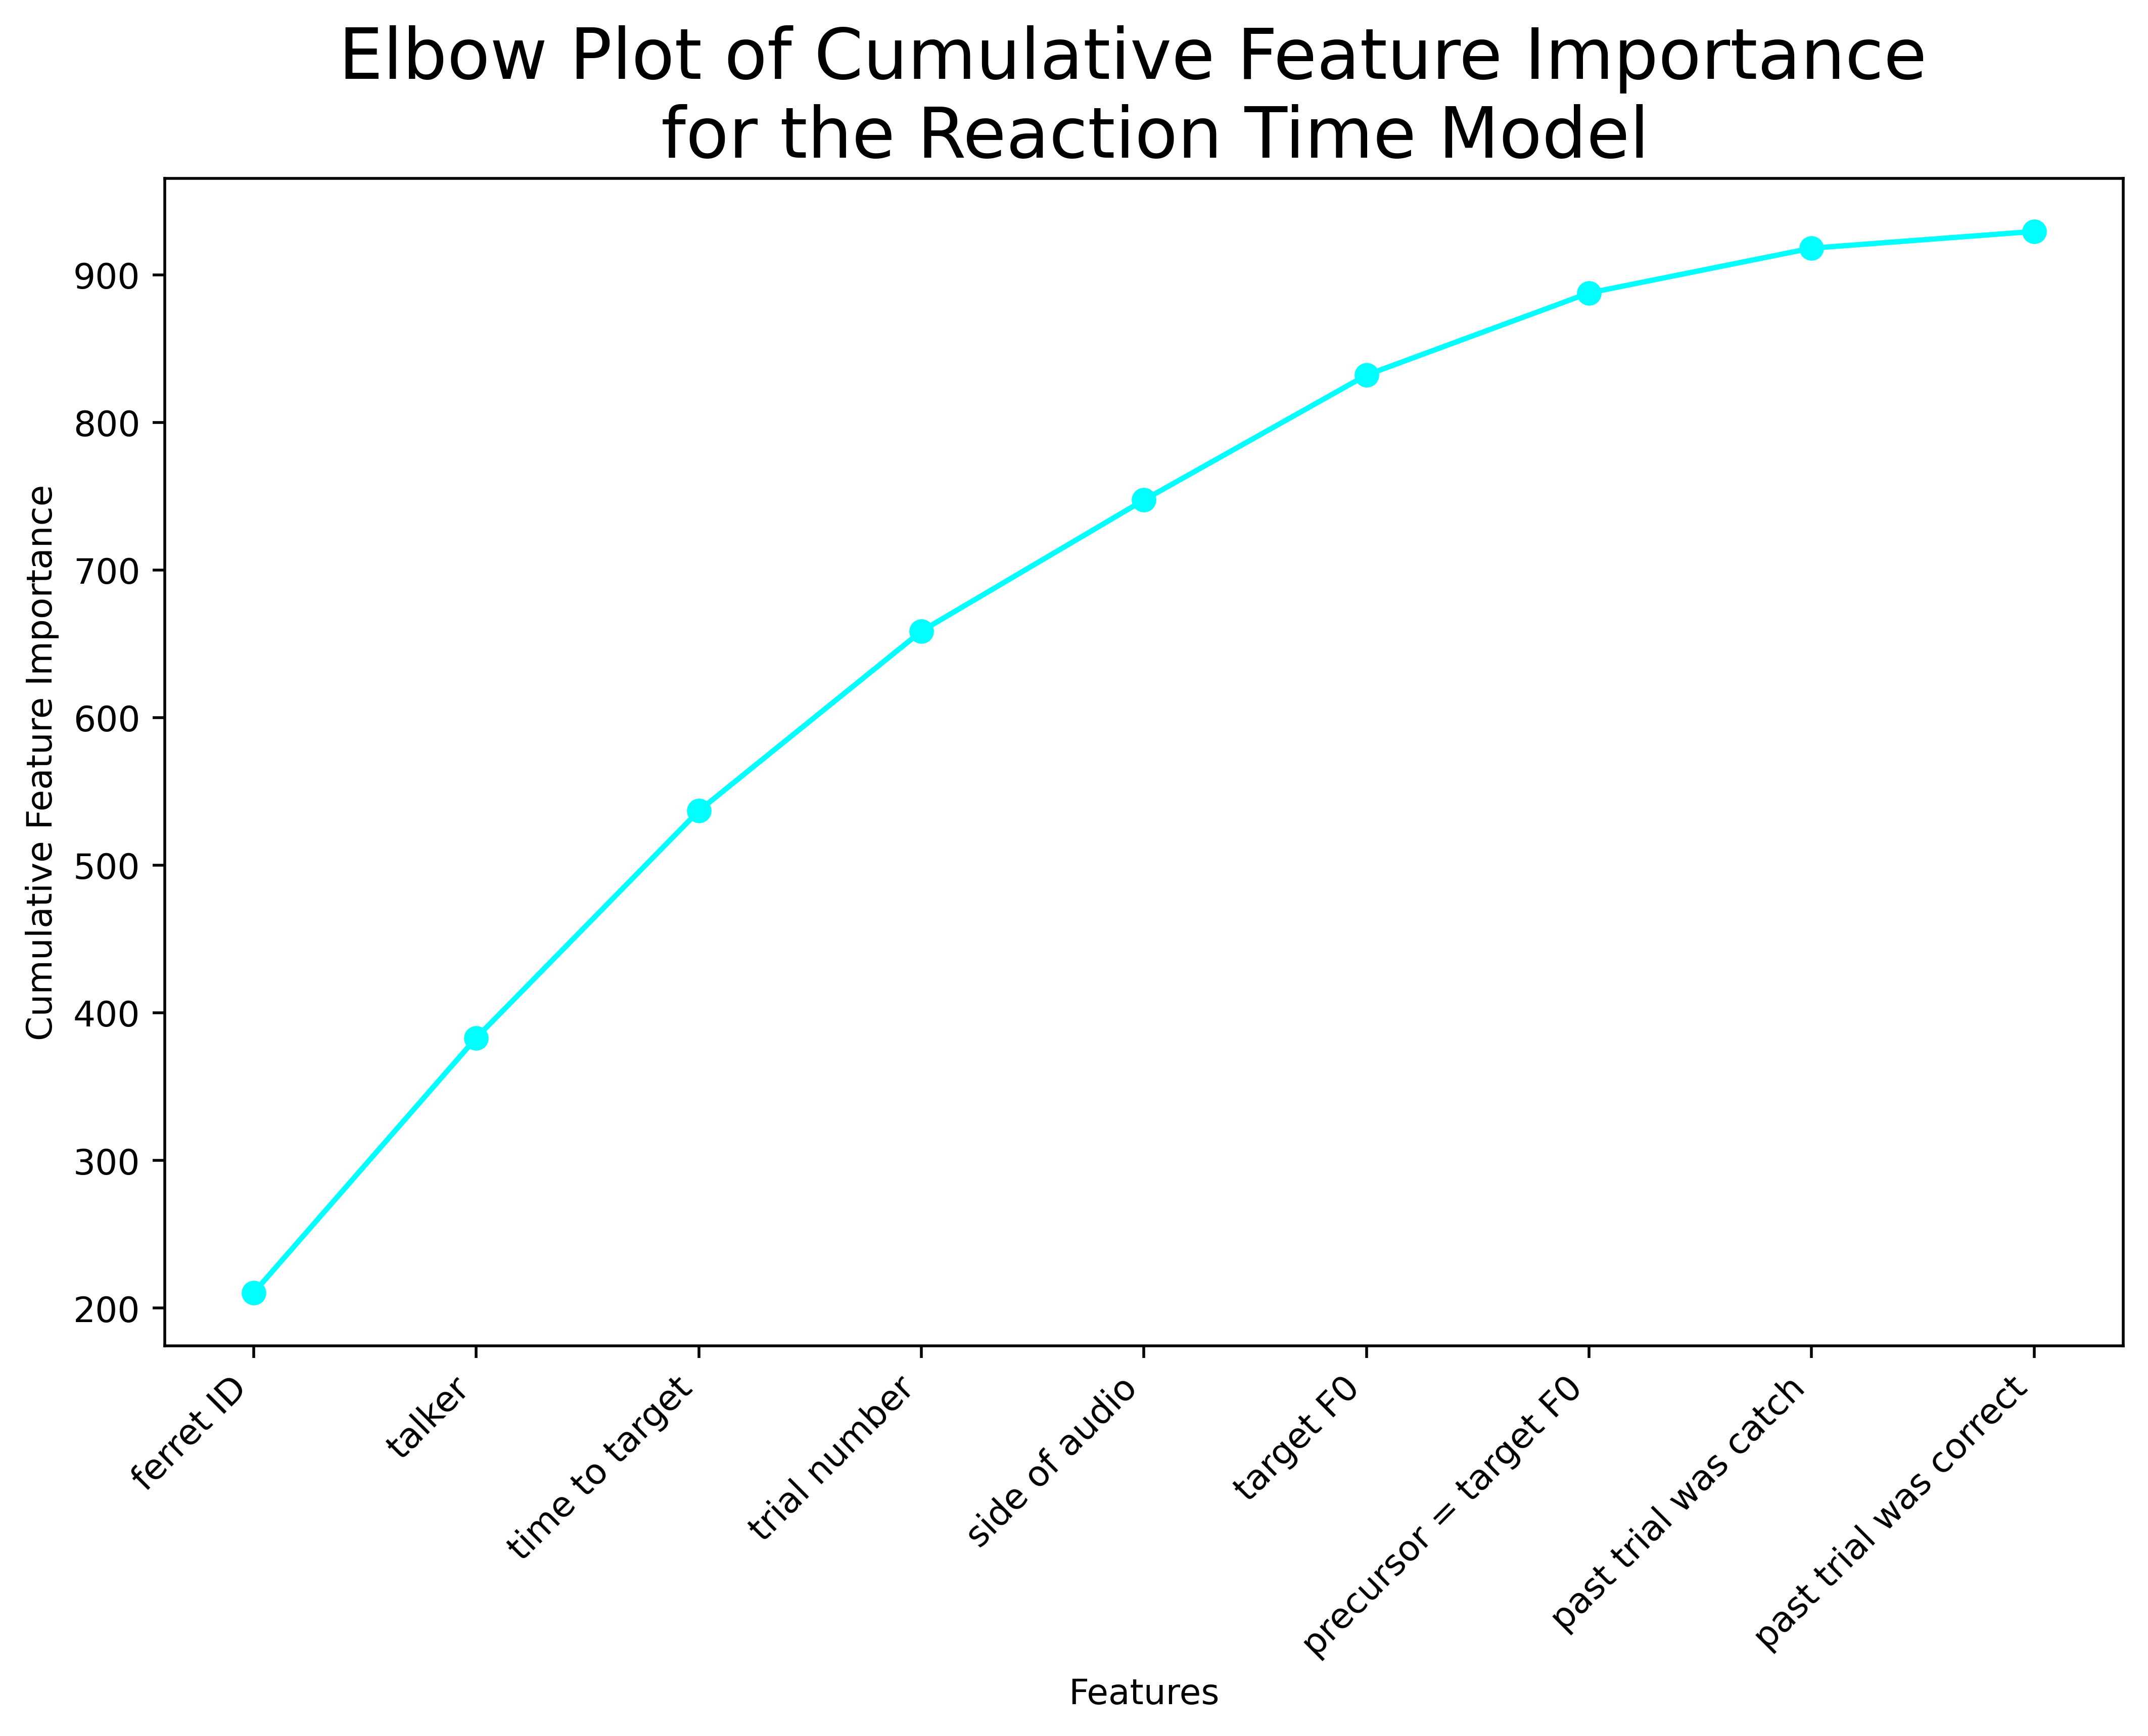 Elbow Plot of Cumulative Feature Importance
for the Reaction Time Model
Cumulative Feature Importance
900
800
700
600
500
400
300
200
ferret ID
talker
time to target
trial number
side of audio
target F0
precursor = target F0
past trial was catch
past trial was correct
Features